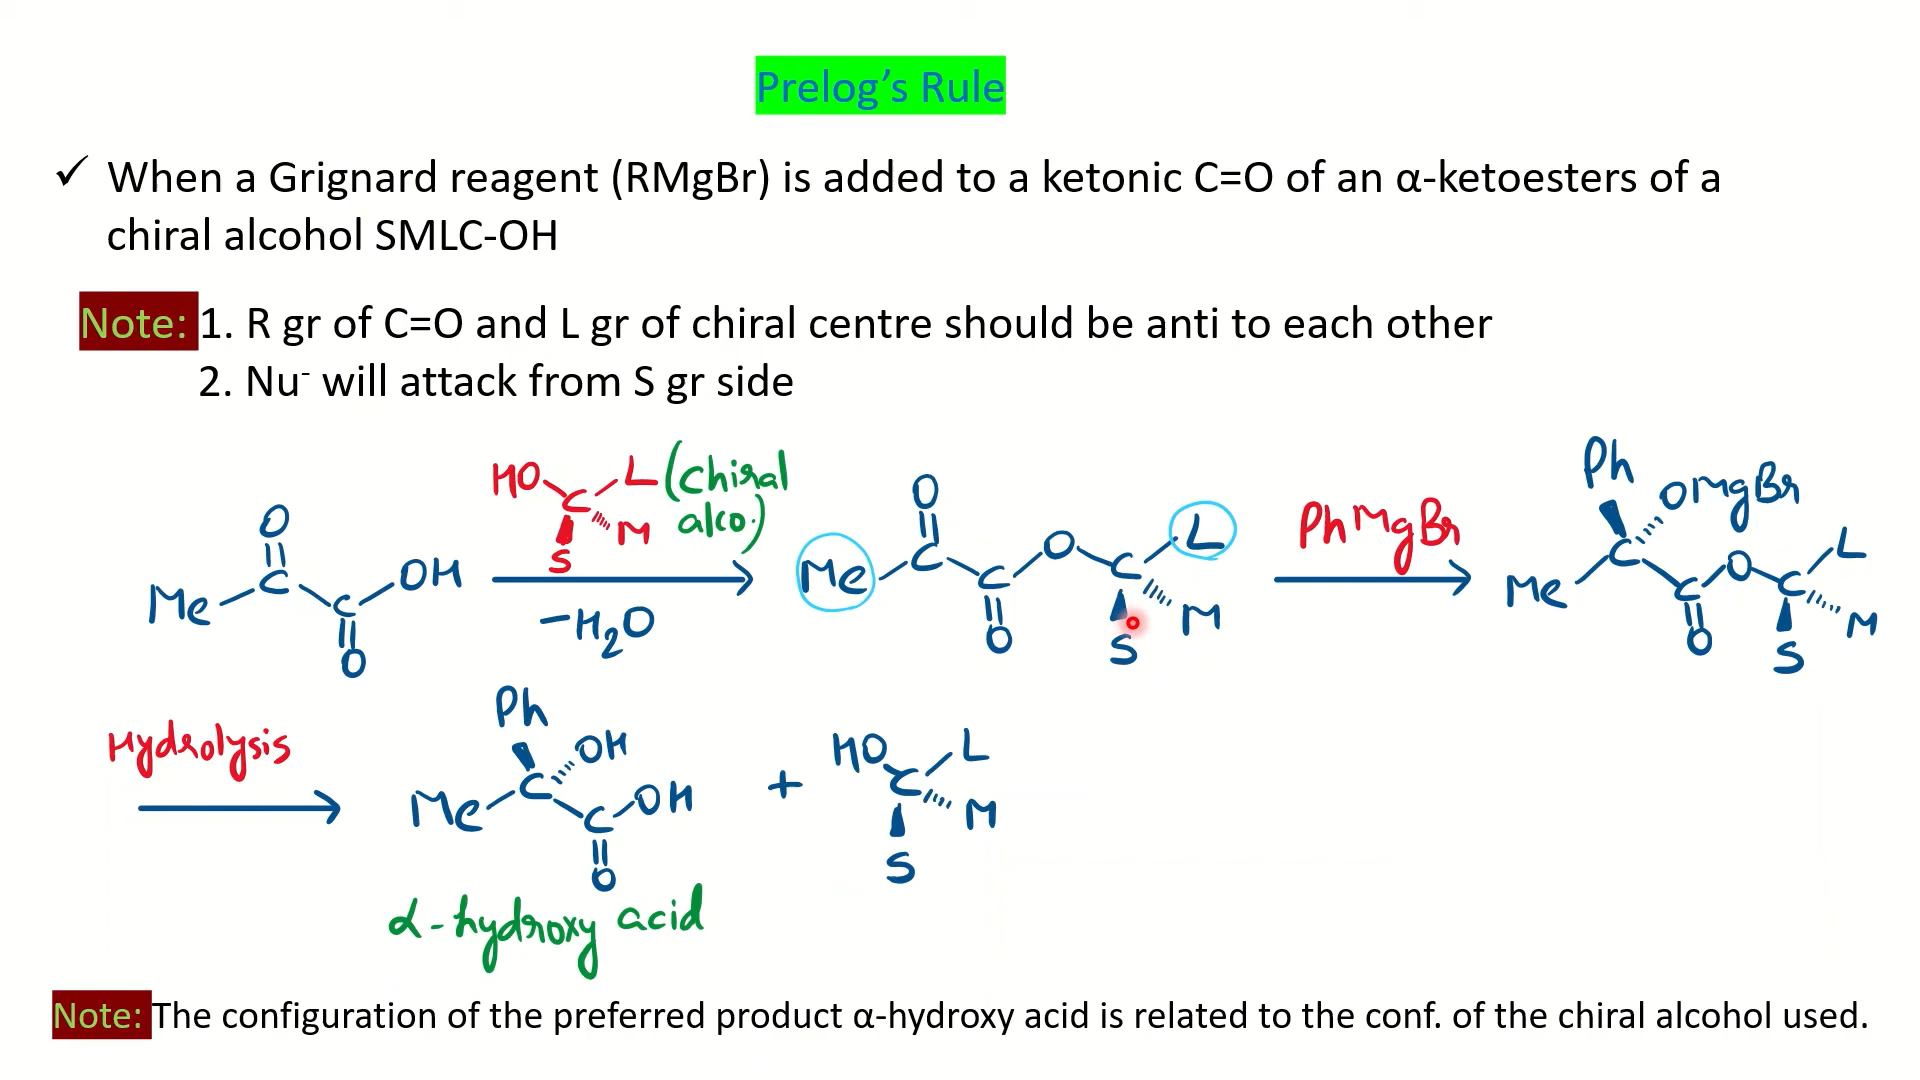 Prelog's Rule
✓ When a Grignard reagent (RMgBr) is added to a ketonic C=O of an α-ketoesters of a
chiral alcohol SMLC-OH
Note: 1. R gr of C=O and L gr of chiral centre should be anti to each other
2. Nu⁻ will attack from S gr side
Me C O C O OH
HO C L M S (chiral
alco.)
-H₂O
Me C O C O O C L M S
PhMgBr
Me C Ph OMgBr C O O C L M S
Hydrolysis
Me C Ph OH C O OH + HO C L M S
α-hydroxy acid
Note: The configuration of the preferred product α-hydroxy acid is related to the conf. of the chiral alcohol used.